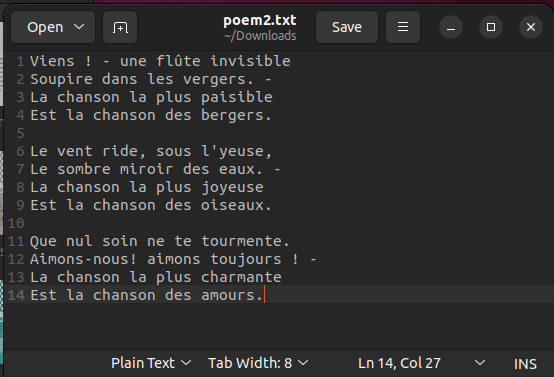 Open
poem2.txt
~/Downloads
Save
1 Viens ! - une flûte invisible
2 Soupire dans les vergers. -
3 La chanson la plus paisible
4 Est la chanson des bergers.
5
6 Le vent ride, sous l'yeuse,
7 Le sombre miroir des eaux. -
8 La chanson la plus joyeuse
9 Est la chanson des oiseaux.
10
11 Que nul soin ne te tourmente.
12 Aimons-nous! aimons toujours ! -
13 La chanson la plus charmante
14 Est la chanson des amours.
Plain Text Tab Width: 8 Ln 14, Col 27 INS